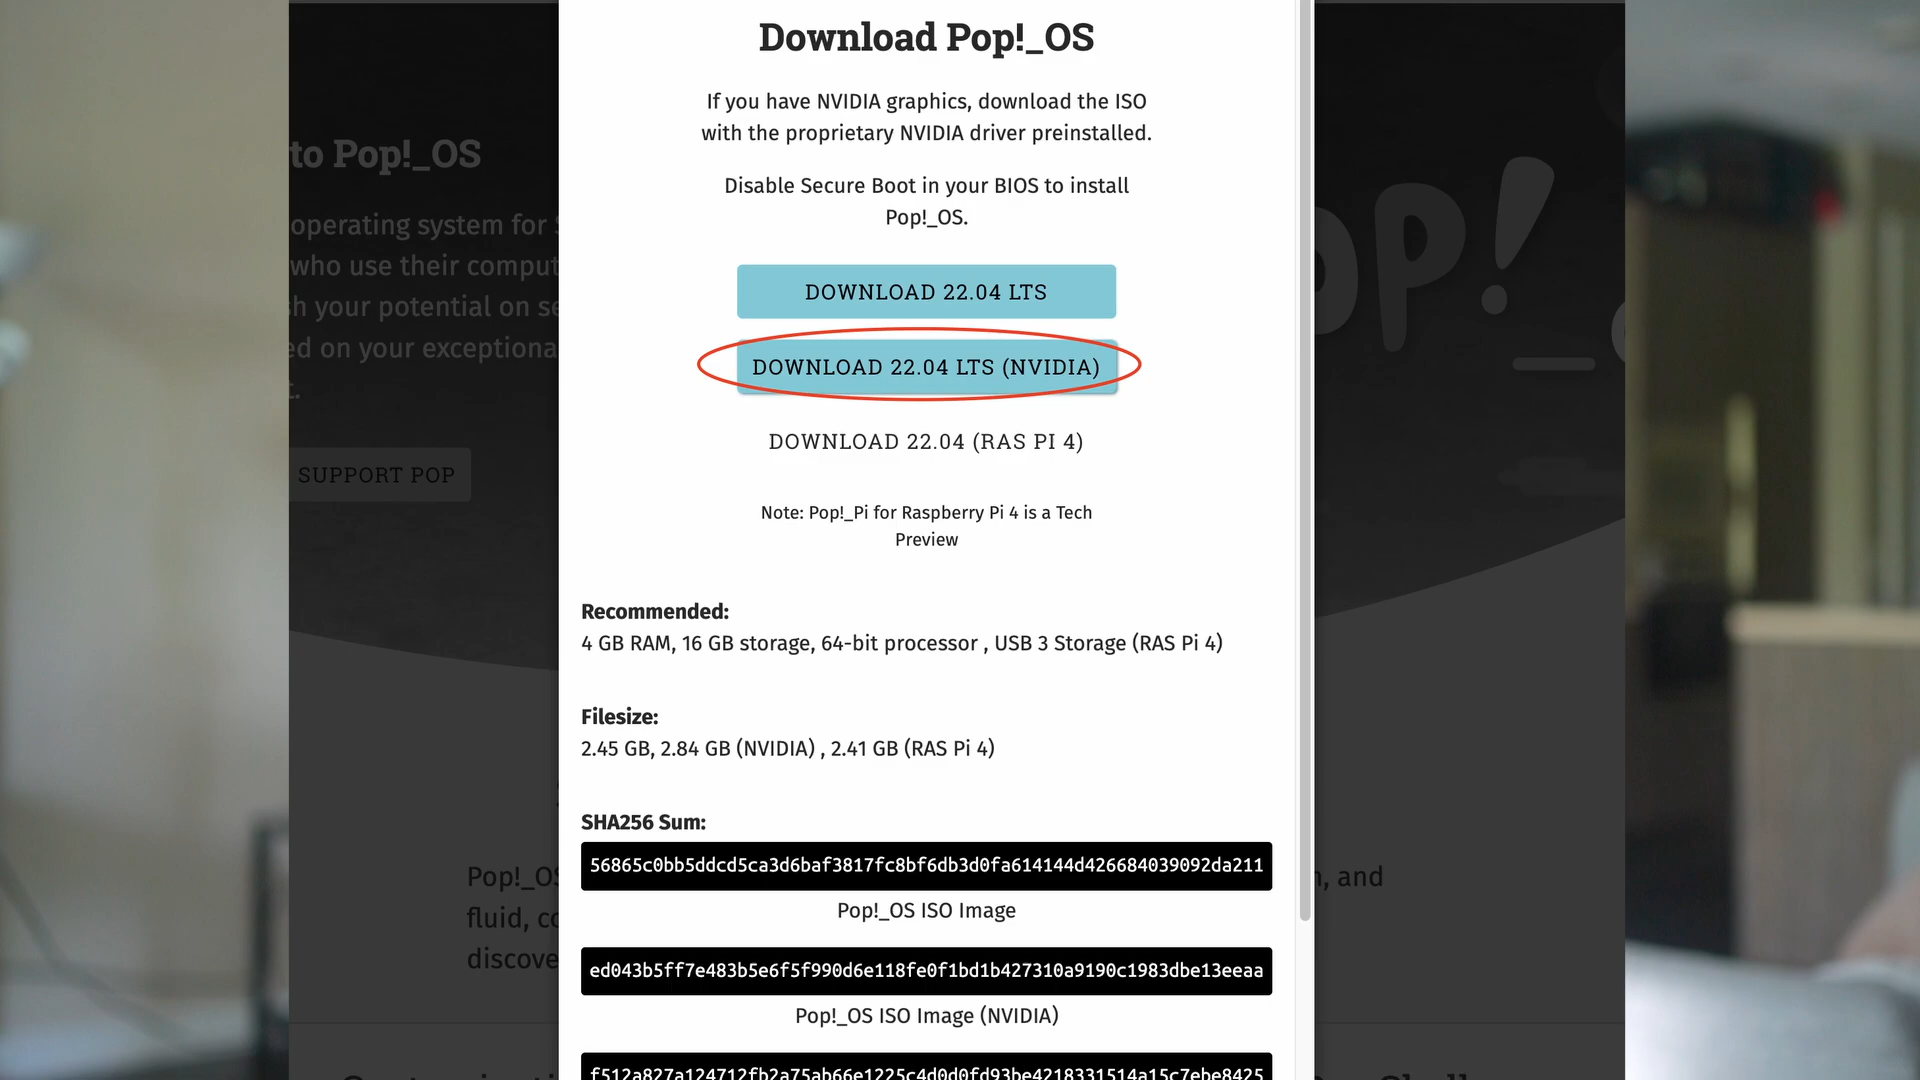 Download Pop!_OS
If you have NVIDIA graphics, download the ISO
with the proprietary NVIDIA driver preinstalled.
Disable Secure Boot in your BIOS to install
Pop!_OS.
DOWNLOAD 22.04 LTS
DOWNLOAD 22.04 LTS (NVIDIA)
DOWNLOAD 22.04 (RAS PI 4)
Note: Pop!_Pi for Raspberry Pi 4 is a Tech
Preview
Recommended:
4 GB RAM, 16 GB storage, 64-bit processor , USB 3 Storage (RAS Pi 4)
Filesize:
2.45 GB, 2.84 GB (NVIDIA) , 2.41 GB (RAS Pi 4)
SHA256 Sum:
56865c0bb5ddcd5ca3d6baf3817fc8bf6db3d0fa614144d426684039092da211
Pop!_OS ISO Image
ed043b5ff7e483b5e6f5f990d6e118fe0f1bd1b427310a9190c1983dbe13eeaa
Pop!_OS ISO Image (NVIDIA)
f512a827a124712fb2a75ab66e1225c4d0d0fd93be4218331514a15c7ebe8425
to Pop!_OS
operating system for
who use their comput
h your potential on se
ed on your exceptiona
t.
SUPPORT POP
Pop!_OS
fluid, co
discove
, and
op!_